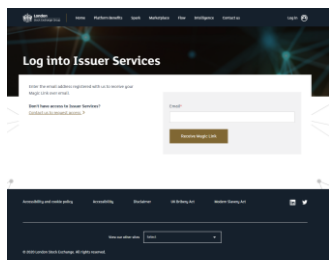 London
Stock Exchange Group
Home
Platform Benefits
Spark
Marketplace
Flow
Intelligence
Contact us
Log In
Log into Issuer Services
Enter the email address registered with us to receive your
Magic Link over email.
Don't have access to Issuer Services?
Contact us to request access.
Email*
Receive Magic Link
Accessibility and cookie policy
Accessibility
Disclaimer
UK Bribery Act
Modern Slavery Act
View our other sites
Select
© 2020 London Stock Exchange. All rights reserved.